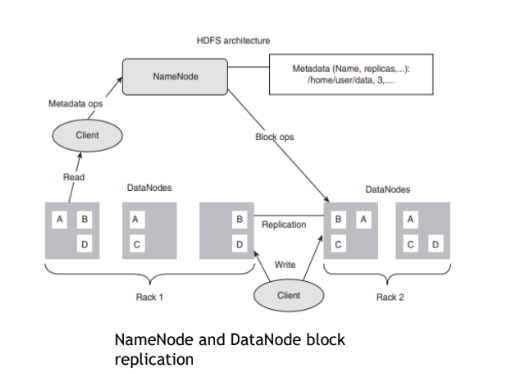 HDFS architecture
NameNode
Metadata (Name, replicas,...):
/home/user/data, 3,....
Metadata ops
Client
Block ops
Read
DataNodes
DataNodes
A B
D
A
C
B
D
Replication
B A
C
A
C D
Write
Rack 1
Client
Rack 2
NameNode and DataNode block
replication